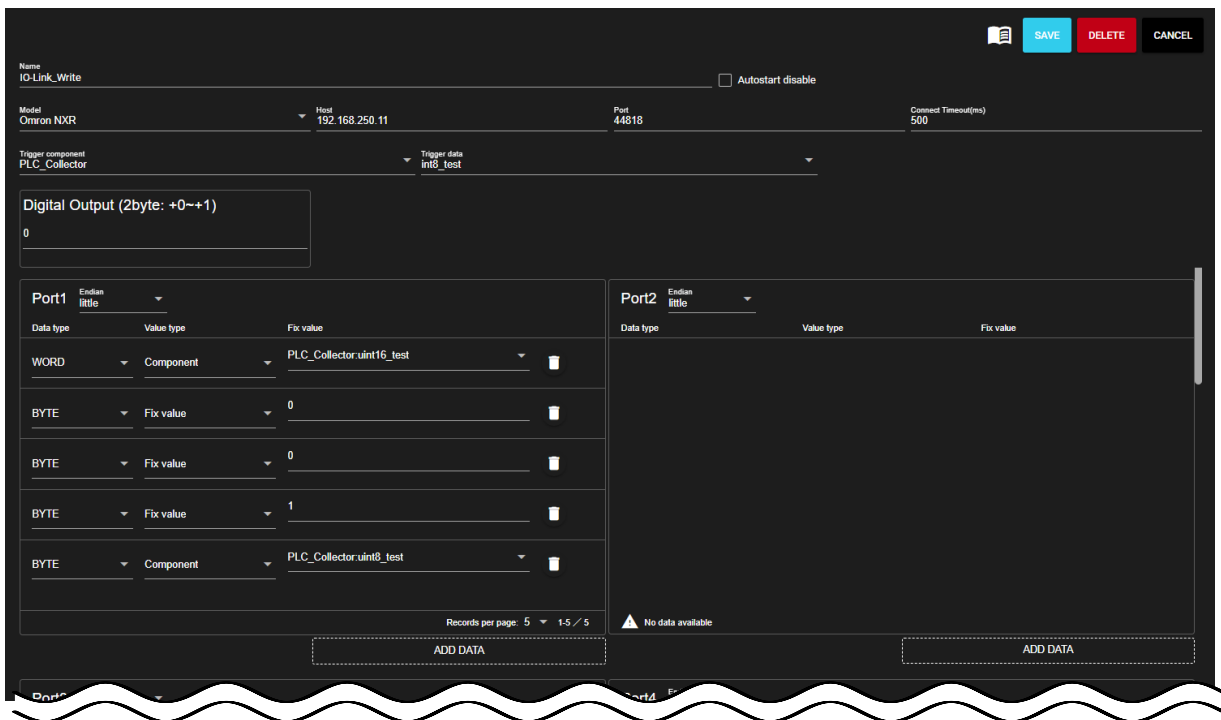 SAVE DELETE CANCEL
Name
IO-Link_Write
Autostart disable
Model Host Port Connect Timeout(ms)
Omron NXR 192.168.250.11 44818 500
Trigger component Trigger data
PLC_Collector int8_test
Digital Output (2byte: +0~+1)
0
Port1 Endian little
Data type Value type Fix value
WORD Component PLC_Collector:uint16_test
BYTE Fix value 0
BYTE Fix value 0
BYTE Fix value 1
BYTE Component PLC_Collector:uint8_test
Records per page: 5 1-5 / 5
ADD DATA
Port2 Endian little
Data type Value type Fix value
No data available
ADD DATA